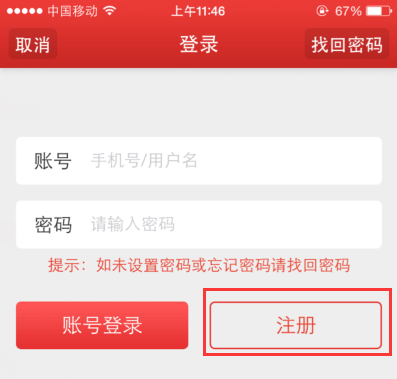 中国移动 上午11:46 67%
取消 登录 找回密码
账号 手机号/用户名
密码 请输入密码
提示：如未设置密码或忘记密码请找回密码
账号登录 注册